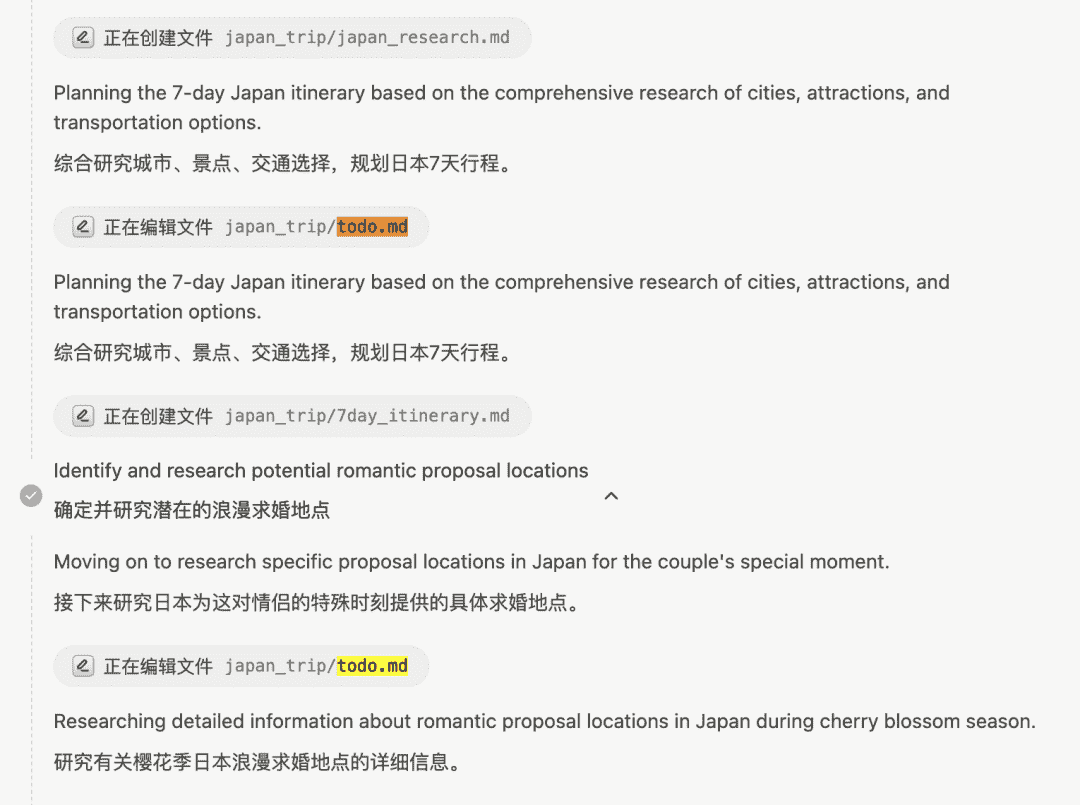 正在创建文件 japan_trip/japan_research.md
Planning the 7-day Japan itinerary based on the comprehensive research of cities, attractions, and
transportation options.
综合研究城市、景点、交通选择，规划日本7天行程。
正在编辑文件 japan_trip/todo.md
Planning the 7-day Japan itinerary based on the comprehensive research of cities, attractions, and
transportation options.
综合研究城市、景点、交通选择，规划日本7天行程。
正在创建文件 japan_trip/7day_itinerary.md
Identify and research potential romantic proposal locations
确定并研究潜在的浪漫求婚地点
Moving on to research specific proposal locations in Japan for the couple's special moment.
接下来研究日本为这对情侣的特殊时刻提供的具体求婚地点。
正在编辑文件 japan_trip/todo.md
Researching detailed information about romantic proposal locations in Japan during cherry blossom season.
研究有关樱花季日本浪漫求婚地点的详细信息。